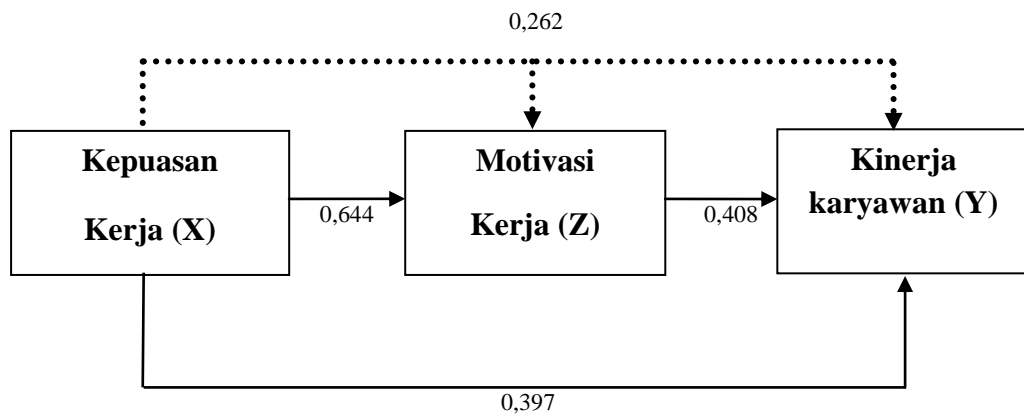 0,262
Kepuasan
Kerja (X)
0,644
Motivasi
Kerja (Z)
0,408
Kinerja
karyawan (Y)
0,397